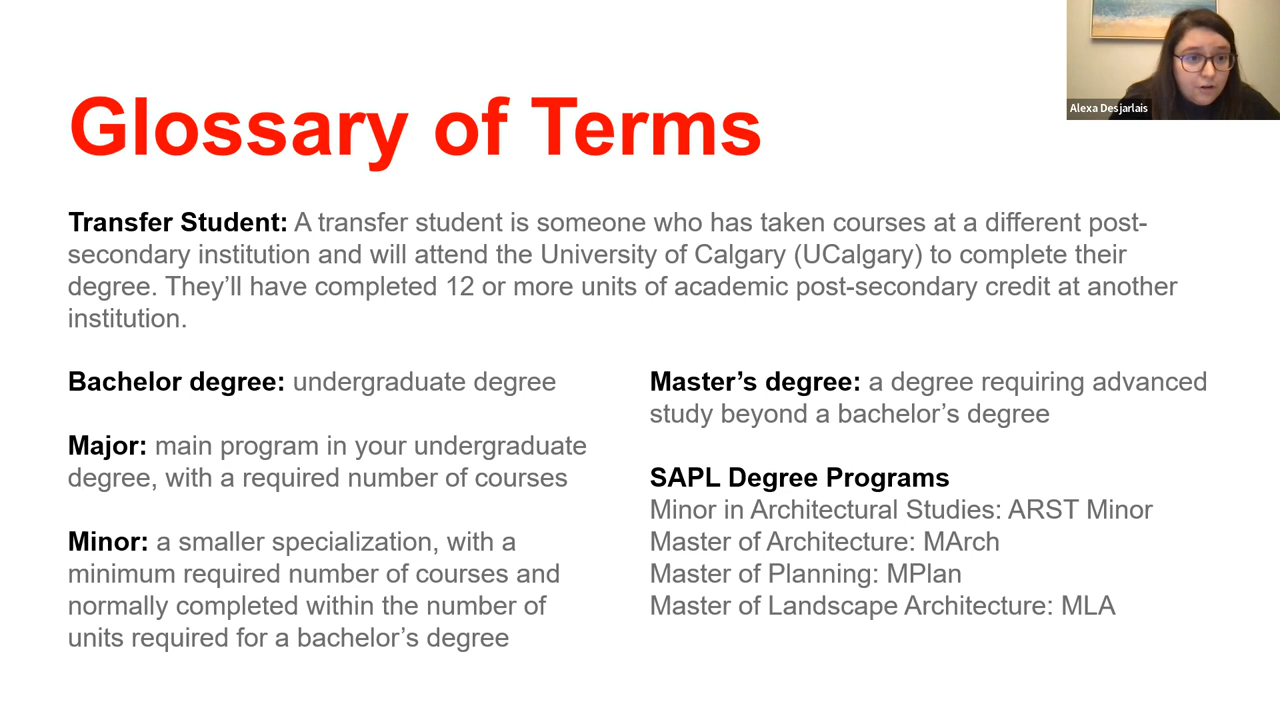 Glossary of Terms
Alexa Desjarlais
Transfer Student: A transfer student is someone who has taken courses at a different post-
secondary institution and will attend the University of Calgary (UCalgary) to complete their
degree. They’ll have completed 12 or more units of academic post-secondary credit at another
institution.
Bachelor degree: undergraduate degree
Major: main program in your undergraduate
degree, with a required number of courses
Minor: a smaller specialization, with a
minimum required number of courses and
normally completed within the number of
units required for a bachelor’s degree
Master’s degree: a degree requiring advanced
study beyond a bachelor’s degree
SAPL Degree Programs
Minor in Architectural Studies: ARST Minor
Master of Architecture: MArch
Master of Planning: MPlan
Master of Landscape Architecture: MLA